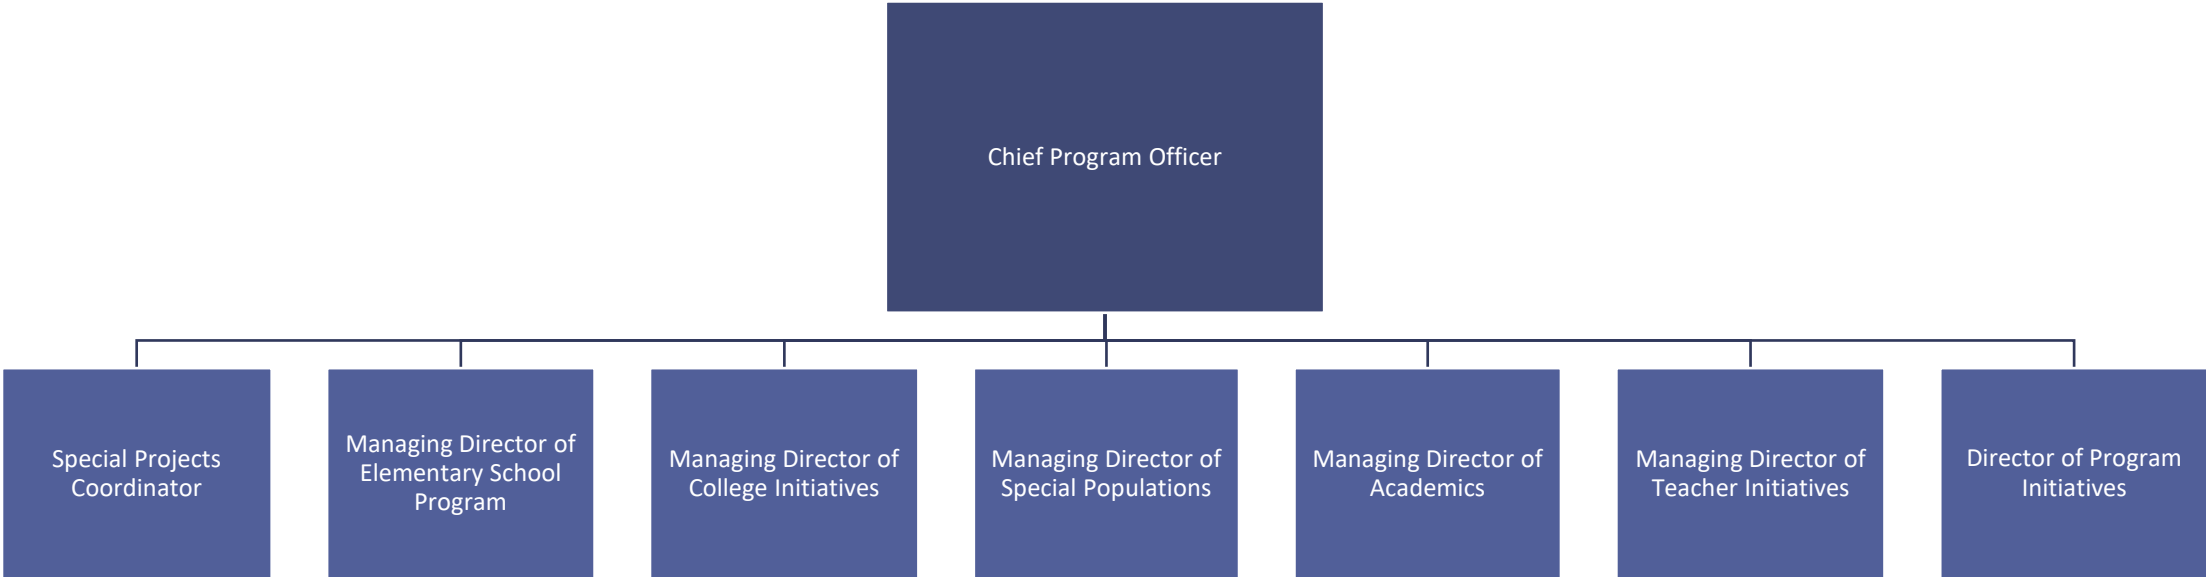 Chief Program Officer
Special Projects
Coordinator
Managing Director of
Elementary School
Program
Managing Director of
College Initiatives
Managing Director of
Special Populations
Managing Director of
Academics
Managing Director of
Teacher Initiatives
Director of Program
Initiatives